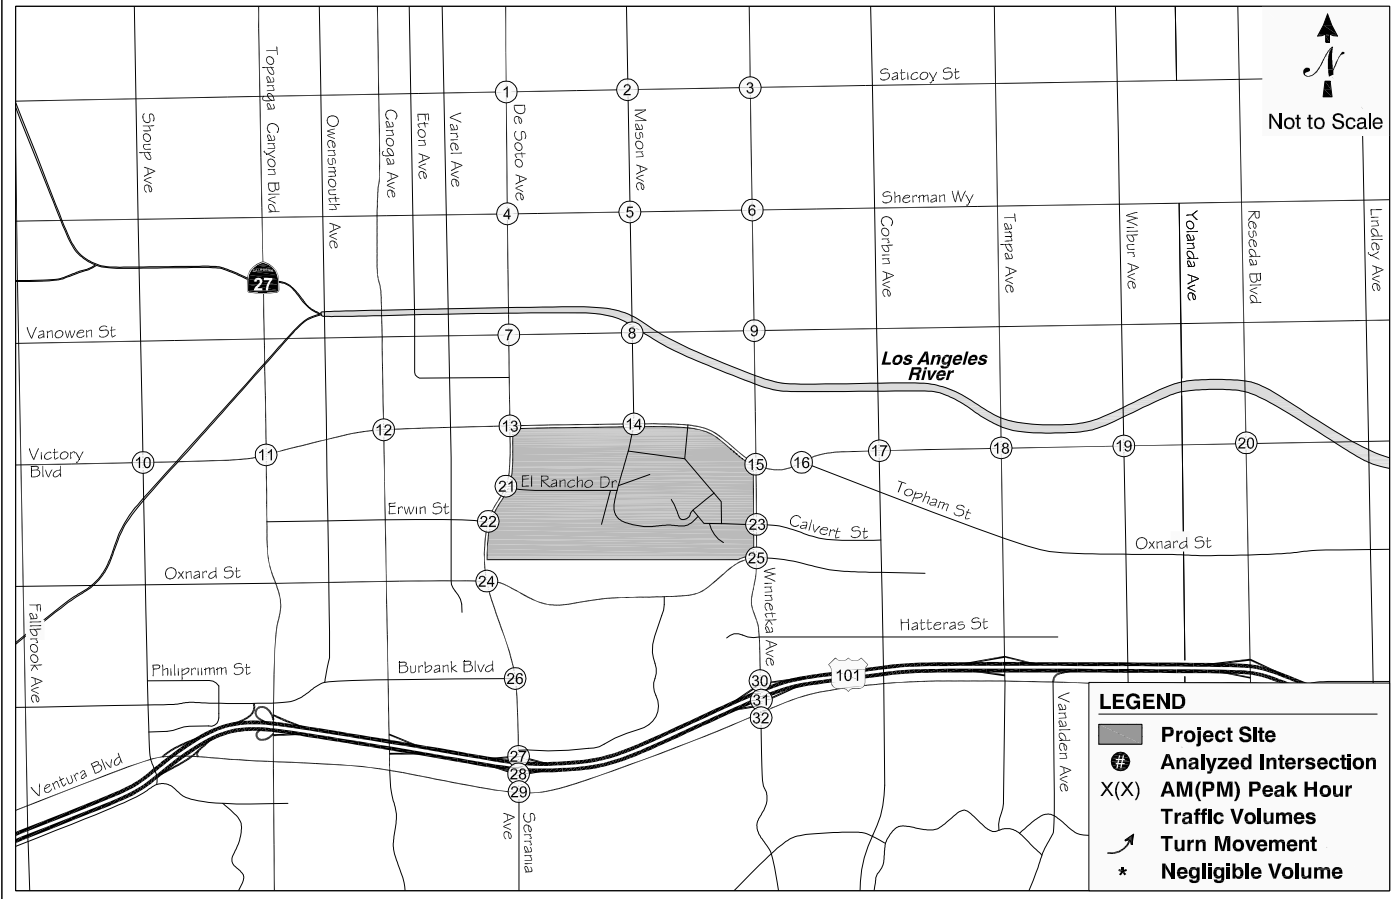 Saticoy St
N
Not to Scale
1
2
3
Shoup Ave
Topanga Canyon Blvd
Owensmouth Ave
Canoga Ave
Eton Ave
Variel Ave
De Soto Ave
Mason Ave
Sherman Wy
4
5
6
Corbin Ave
Tampa Ave
Wilbur Ave
Yolanda Ave
Reseda Blvd
Lindley Ave
27
Vanowen St
7
8
9
Los Angeles
River
Victory
Blvd
10
11
12
13
14
15
16
17
18
19
20
21
El Rancho Dr
Topham St
Erwin St
22
23
Calvert St
Oxnard St
Oxnard St
24
25
Fallbrook Ave
Winnetka Ave
Hatteras St
Philiprimm St
Burbank Blvd
26
30
101
31
32
Vanalden Ave
Ventura Blvd
27
28
29
Serrania
Ave
LEGEND
Project Site
# Analyzed Intersection
X(X) AM(PM) Peak Hour
Traffic Volumes
Turn Movement
* Negligible Volume